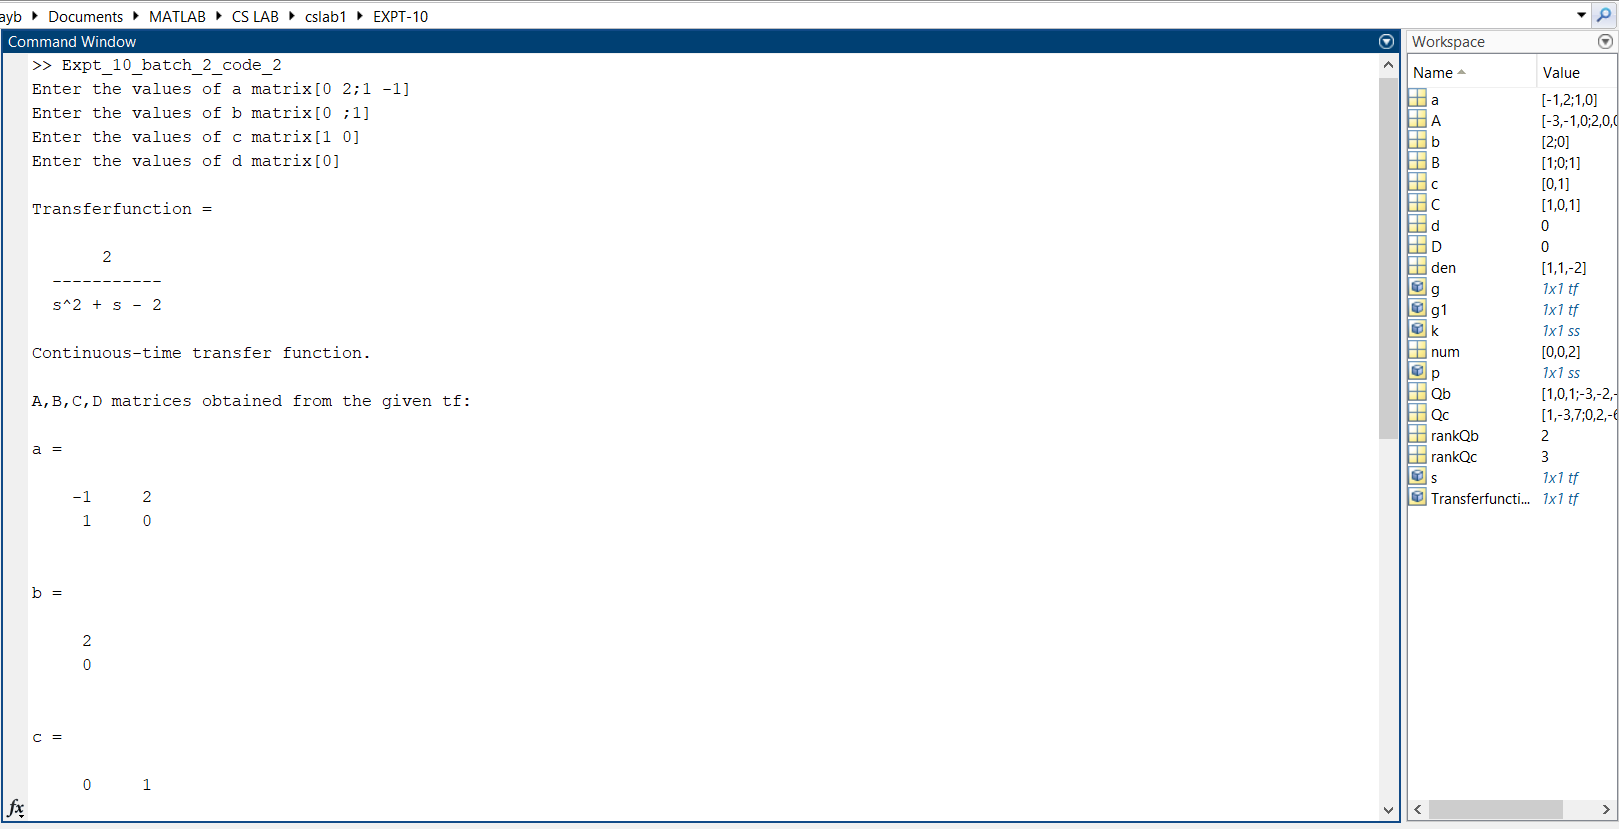 ayb Documents MATLAB CS LAB cslab1 EXPT-10
Command Window
>> Expt_10_batch_2_code_2
Enter the values of a matrix[0 2;1 -1]
Enter the values of b matrix[0 ;1]
Enter the values of c matrix[1 0]
Enter the values of d matrix[0]
Transferfunction =
2
-----------
s^2 + s - 2
Continuous-time transfer function.
A,B,C,D matrices obtained from the given tf:
a =
-1 2
1 0
b =
2
0
c =
0 1
fx
Workspace
Name Value
a [-1,2;1,0]
A [-3,-1,0;2,0,0
b [2;0]
B [1;0;1]
c [0,1]
C [1,0,1]
d 0
D 0
den [1,1,-2]
g 1x1 tf
g1 1x1 tf
k 1x1 ss
num [0,0,2]
p 1x1 ss
Qb [1,0,1;-3,-2,-
Qc [1,-3,7;0,2,-6
rankQb 2
rankQc 3
s 1x1 tf
Transferfuncti... 1x1 tf